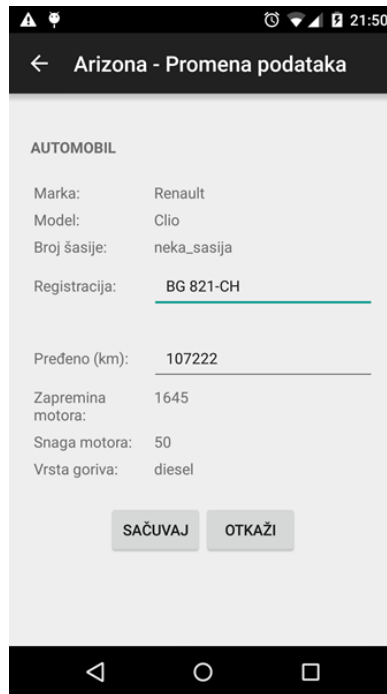 21:50
Arizona - Promena podataka
AUTOMOBIL
Marka: Renault
Model: Clio
Broj šasije: neka_sasija
Registracija: BG 821-CH
Pređeno (km): 107222
Zapremina motora: 1645
Snaga motora: 50
Vrsta goriva: diesel
SAČUVAJ OTKAŽI